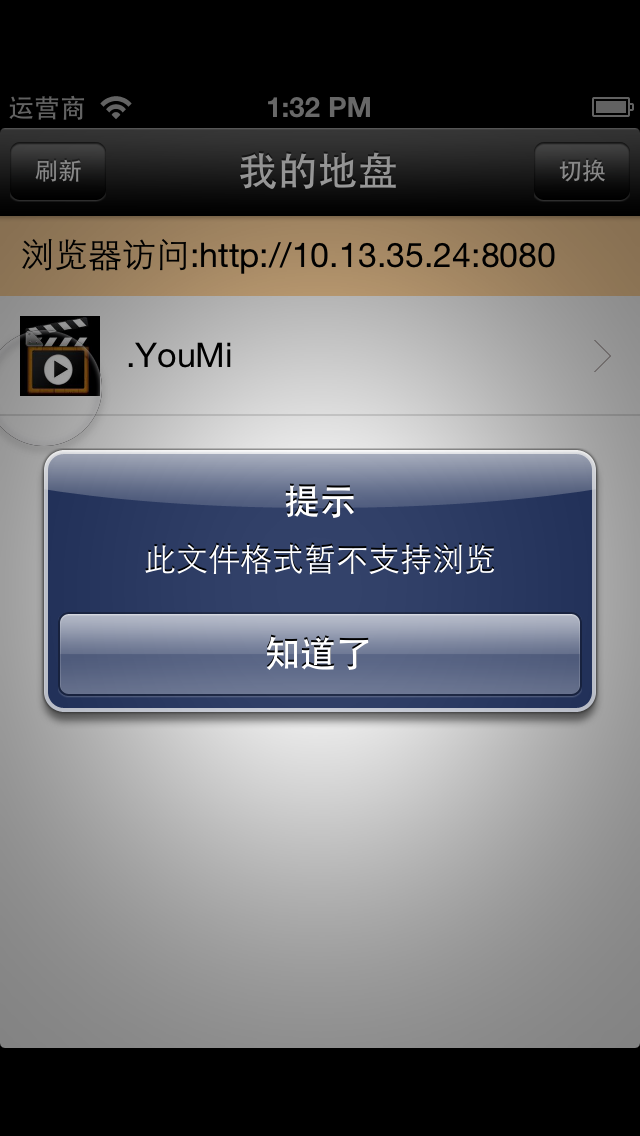 运营商 1:32 PM
刷新 我的地盘 切换
浏览器访问:http://10.13.35.24:8080
.YouMi
提示
此文件格式暂不支持浏览
知道了